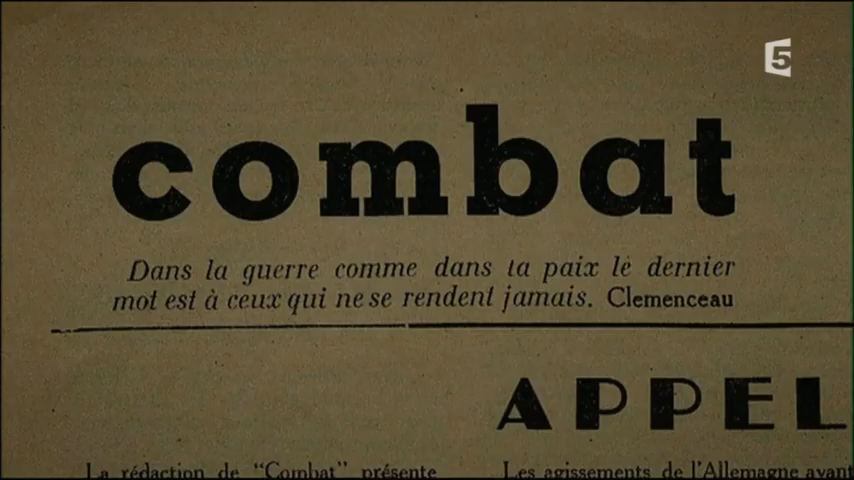 5
combat
Dans la guerre comme dans la paix le dernier
mot est à ceux qui ne se rendent jamais. Clemenceau
APPEL
La rédaction de "Combat" présente
Les agissements de l'Allemagne ayant